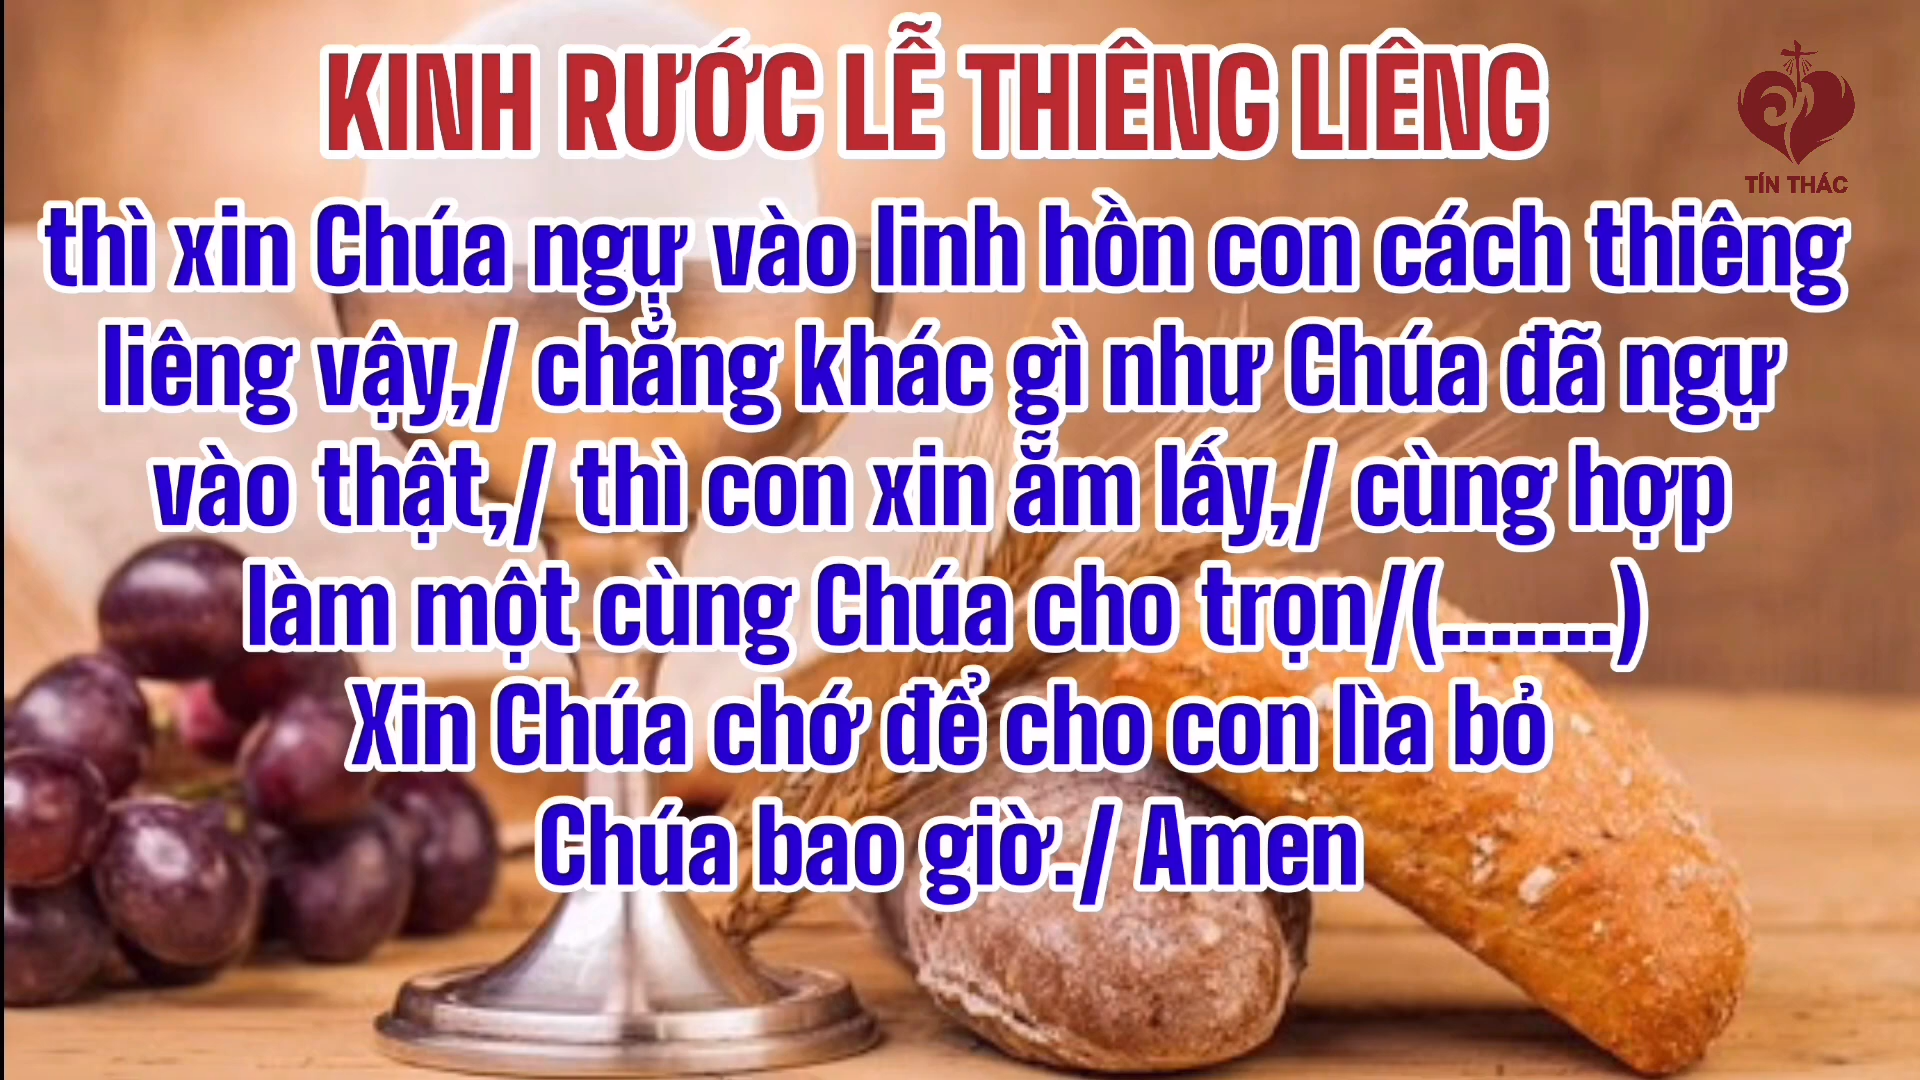 KINH RƯỚC LỄ THIÊNG LIÊNG
TÍN THÁC
thì xin Chúa ngự vào linh hồn con cách thiêng
liêng vậy,/ chẳng khác gì như Chúa đã ngự
vào thật,/ thì con xin ẵm lấy,/ cùng hợp
làm một cùng Chúa cho trọn/(.......)
Xin Chúa chớ để cho con lìa bỏ
Chúa bao giờ./ Amen